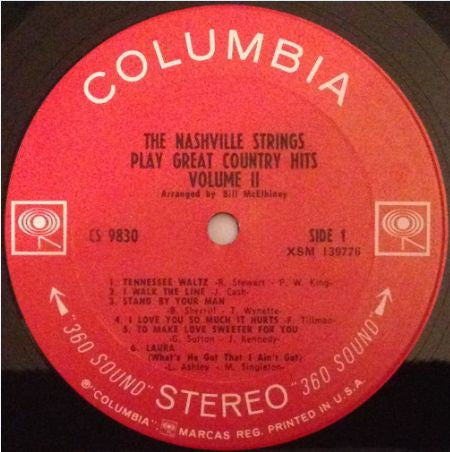 COLUMBIA
THE NASHVILLE STRINGS
PLAY GREAT COUNTRY HITS
VOLUME II
Arranged by Bill McElhiney
CS 9830
SIDE 1
XSM 139776
1. TENNESSEE WALTZ -R. Stewart - P. W. King-
2. I WALK THE LINE -J. Cash-
3. STAND BY YOUR MAN
-B. Sherrill - T. Wynette-
4. I LOVE YOU SO MUCH IT HURTS -F. Tillman-
5. TO MAKE LOVE SWEETER FOR YOU
-G. Sutton - J. Kennedy-
6. LAURA
(What's He Got That I Ain't Got)
-L. Ashley - M. Singleton-
"360 SOUND" STEREO "360 SOUND"
℗ "COLUMBIA", MARCAS REG. PRINTED IN U.S.A.